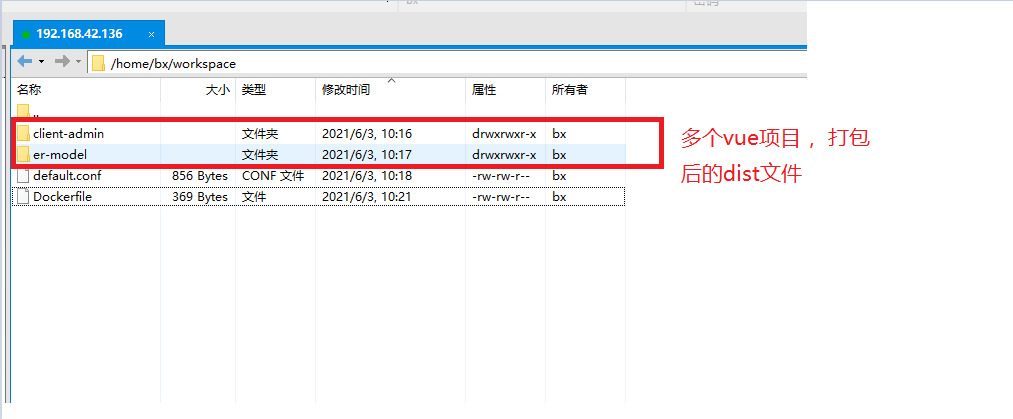 bx
密码
192.168.42.136 ×
/home/bx/workspace
名称 大小 类型 修改时间 属性 所有者
..
client-admin 文件夹 2021/6/3, 10:16 drwxrwxr-x bx
er-model 文件夹 2021/6/3, 10:17 drwxrwxr-x bx
default.conf 856 Bytes CONF 文件 2021/6/3, 10:18 -rw-rw-r-- bx
Dockerfile 369 Bytes 文件 2021/6/3, 10:21 -rw-rw-r-- bx
多个vue项目，打包
后的dist文件